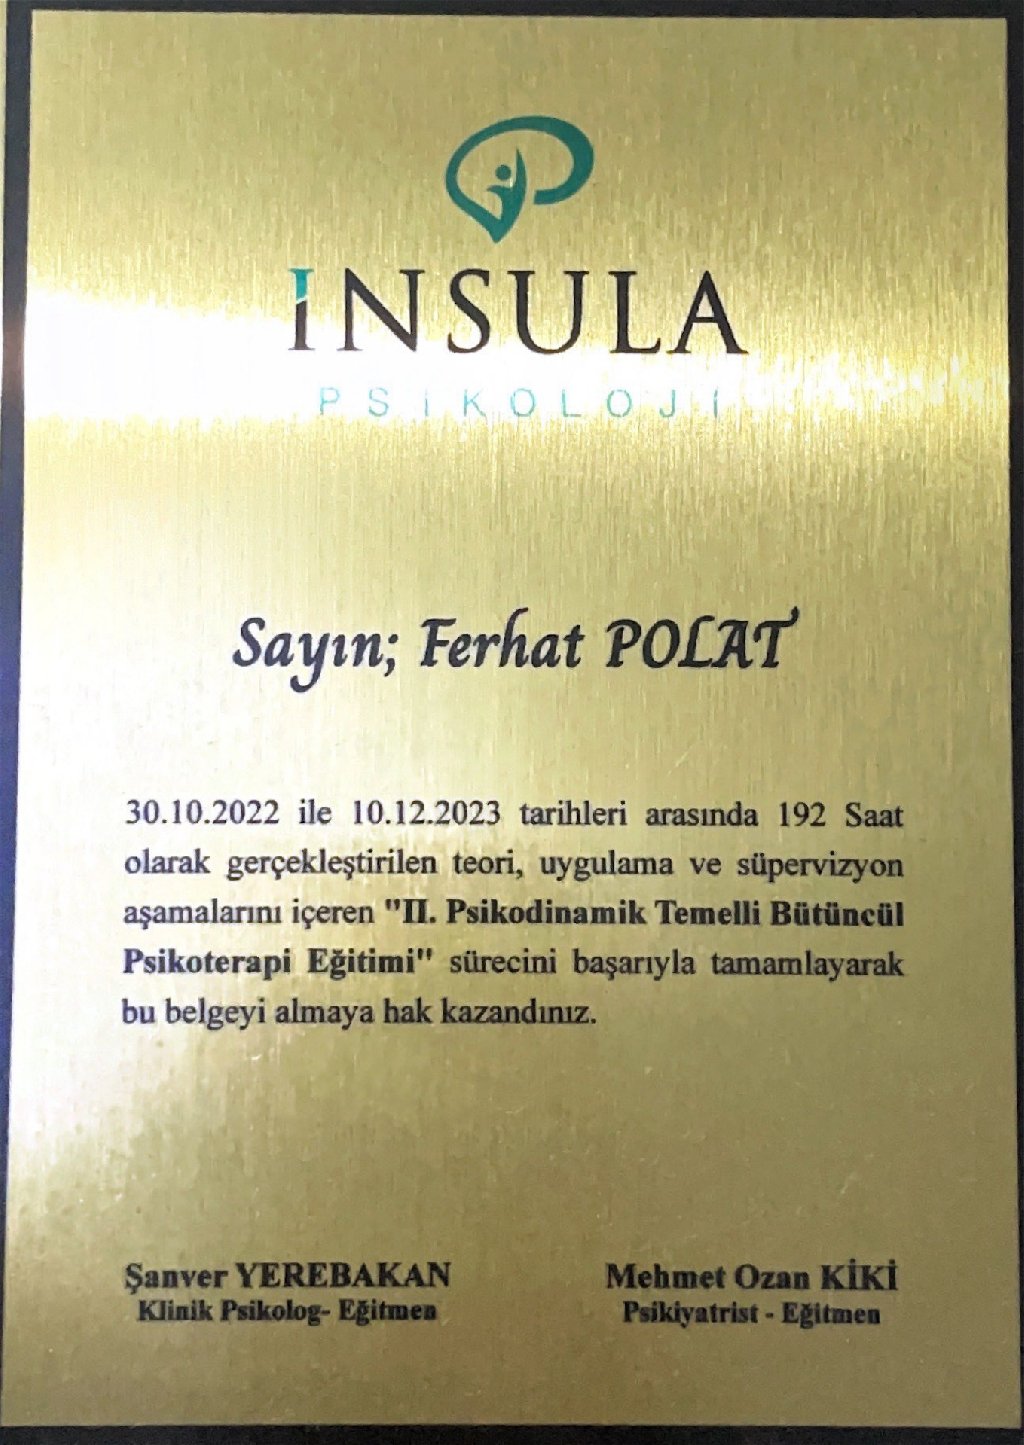 INSULA
PSİKOLOJİ
Sayın; Ferhat POLAT
30.10.2022 ile 10.12.2023 tarihleri arasında 192 Saat
olarak gerçekleştirilen teori, uygulama ve süpervizyon
aşamalarını içeren "II. Psikodinamik Temelli Bütüncül
Psikoterapi Eğitimi" sürecini başarıyla tamamlayarak
bu belgeyi almaya hak kazandınız.
Şanver YEREBAKAN Mehmet Ozan KİKİ
Klinik Psikolog- Eğitmen Psikiyatrist - Eğitmen